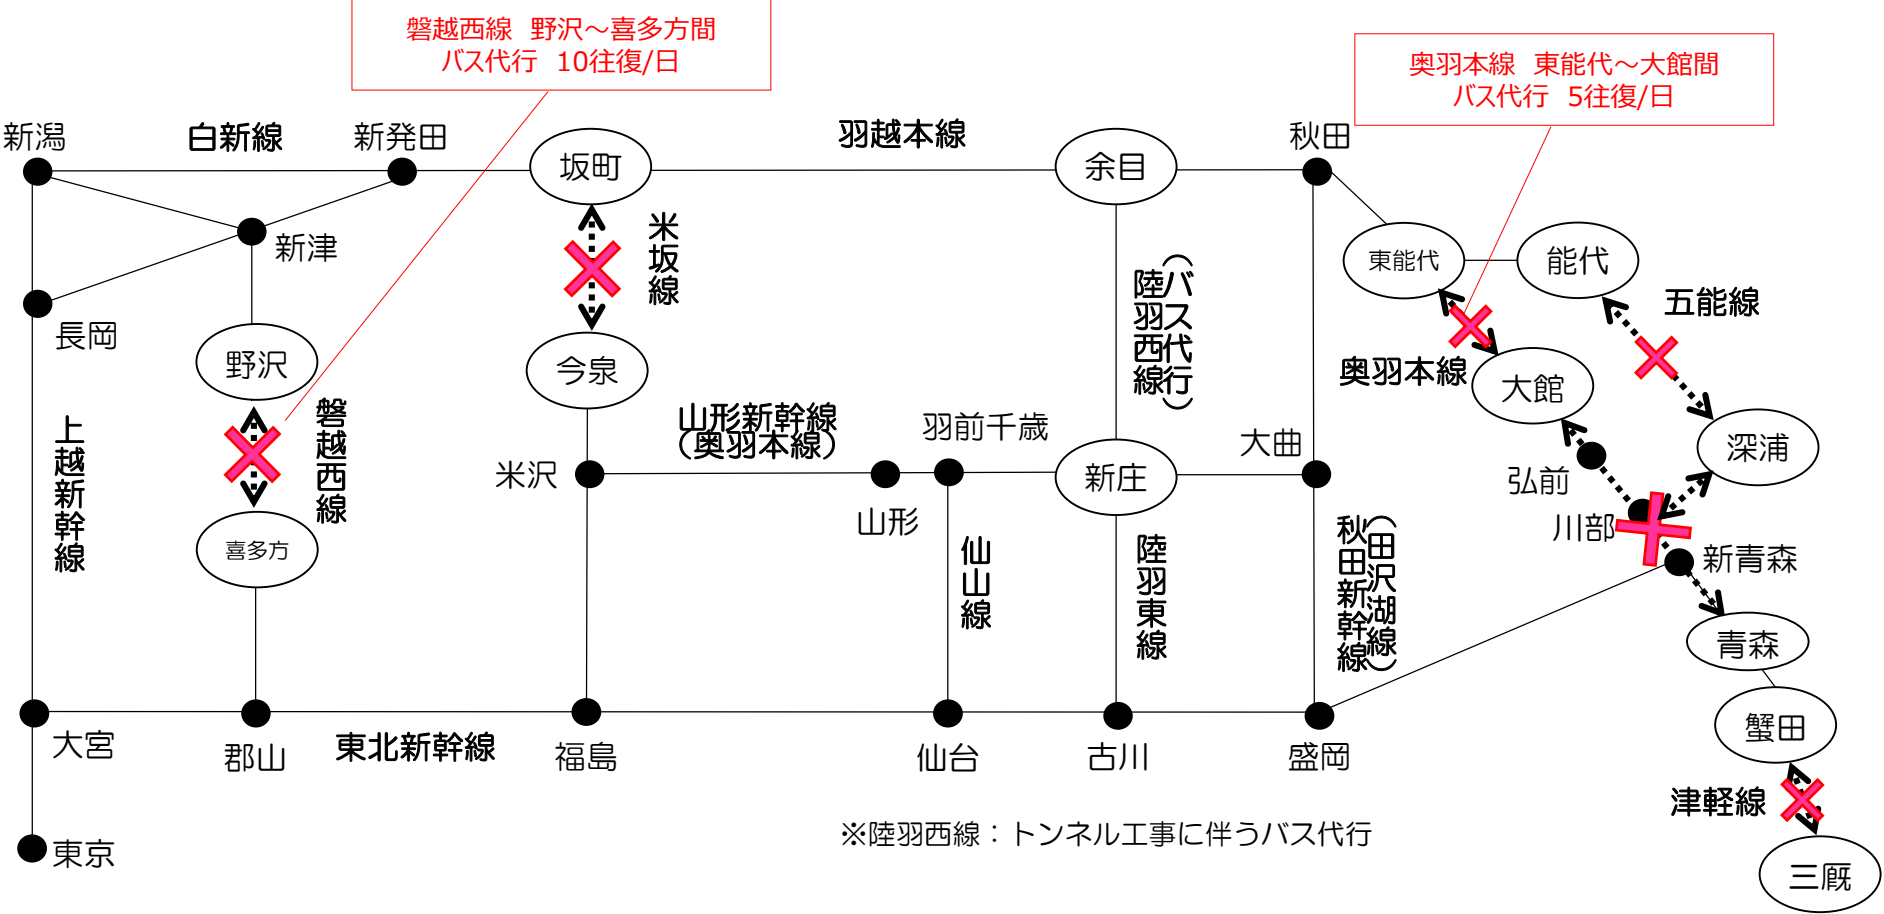 磐越西線　野沢～喜多方間
バス代行　10往復/日
奥羽本線　東能代～大館間
バス代行　5往復/日
新潟
白新線
新発田
坂町
羽越本線
余目
秋田
新津
米坂線
陸羽西線
（バス代行）
東能代
能代
五能線
長岡
野沢
今泉
奥羽本線
大館
上越新幹線
磐越西線
山形新幹線
（奥羽本線）
羽前千歳
大曲
深浦
米沢
新庄
弘前
山形
川部
喜多方
仙山線
陸羽東線
秋田新幹線
（田沢湖線）
新青森
青森
蟹田
大宮
郡山
東北新幹線
福島
仙台
古川
盛岡
津軽線
※陸羽西線：トンネル工事に伴うバス代行
東京
三厩